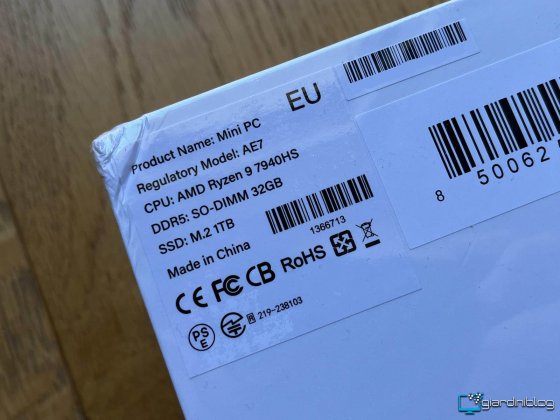 EU
Product Name: Mini PC
Regulatory Model: AE7
CPU: AMD Ryzen 9 7940HS
DDR5: SO-DIMM 32GB
SSD: M.2 1TB
Made in China
1366713
CE FC CB RoHS
PSE
219-238103
8 50062
giardiniblog